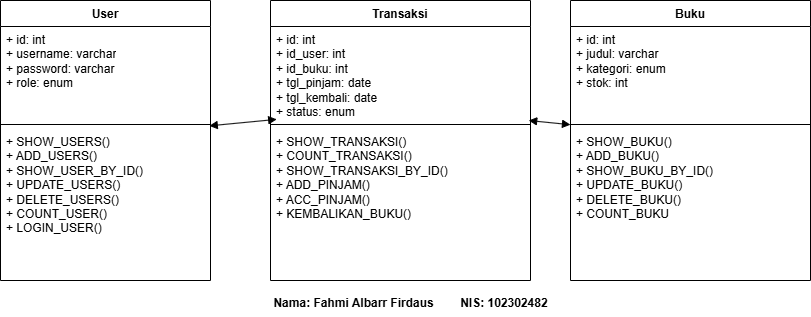 User
+ id: int
+ username: varchar
+ password: varchar
+ role: enum
+ SHOW_USERS()
+ ADD_USERS()
+ SHOW_USER_BY_ID()
+ UPDATE_USERS()
+ DELETE_USERS()
+ COUNT_USER()
+ LOGIN_USER()
Transaksi
+ id: int
+ id_user: int
+ id_buku: int
+ tgl_pinjam: date
+ tgl_kembali: date
+ status: enum
+ SHOW_TRANSAKSI()
+ COUNT_TRANSAKSI()
+ SHOW_TRANSAKSI_BY_ID()
+ ADD_PINJAM()
+ ACC_PINJAM()
+ KEMBALIKAN_BUKU()
Buku
+ id: int
+ judul: varchar
+ kategori: enum
+ stok: int
+ SHOW_BUKU()
+ ADD_BUKU()
+ SHOW_BUKU_BY_ID()
+ UPDATE_BUKU()
+ DELETE_BUKU()
+ COUNT_BUKU
Nama: Fahmi Albarr Firdaus NIS: 102302482